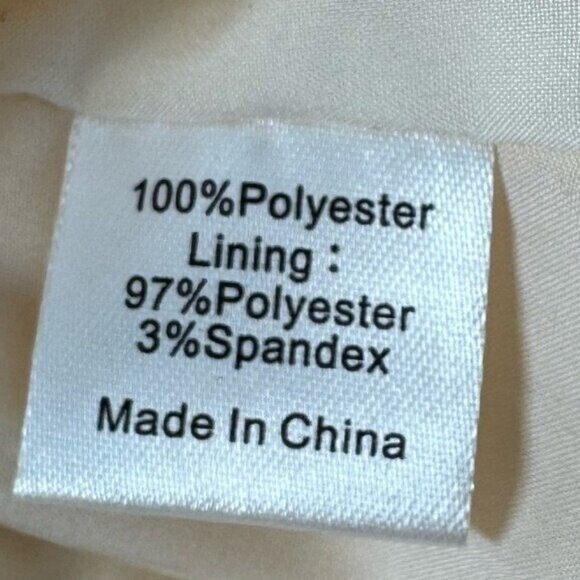 100%Polyester
Lining :
97%Polyester
3%Spandex
Made In China